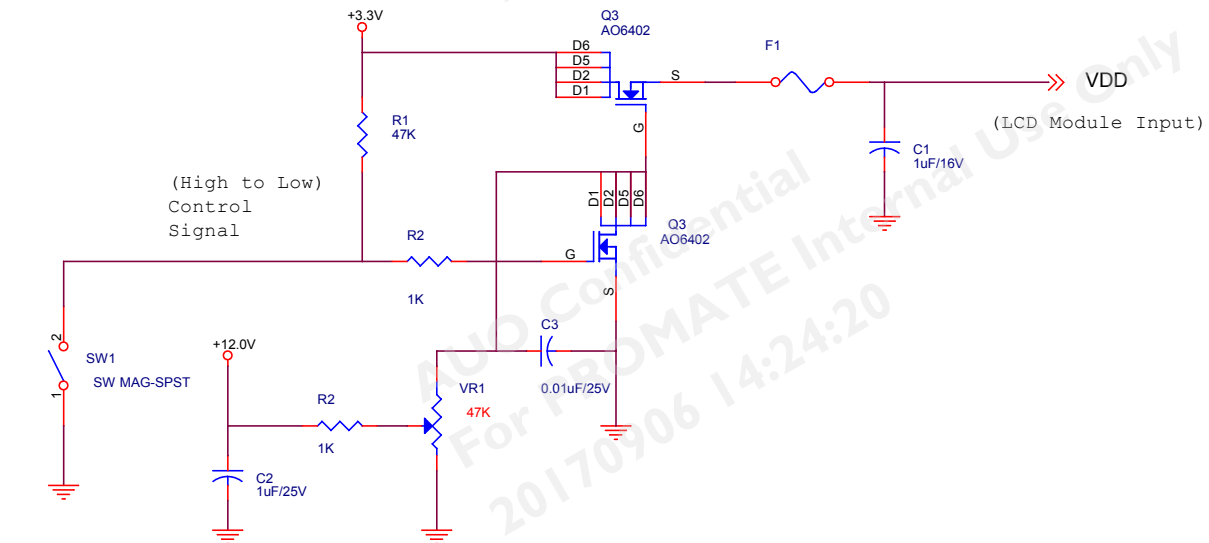 +3.3V
Q3
AO6402
D6
D5
D2
D1
S
G
F1
VDD
(LCD Module Input)
R1
47K
C1
1uF/16V
(High to Low)
Control
Signal
D1
D2
D5
D6
Q3
AO6402
R2
1K
G
S
2
1
SW1
SW MAG-SPST
+12.0V
C3
0.01uF/25V
VR1
47K
R2
1K
C2
1uF/25V
AUO Confidential
For PROMATE Internal Use Only
20170906 14:24:20